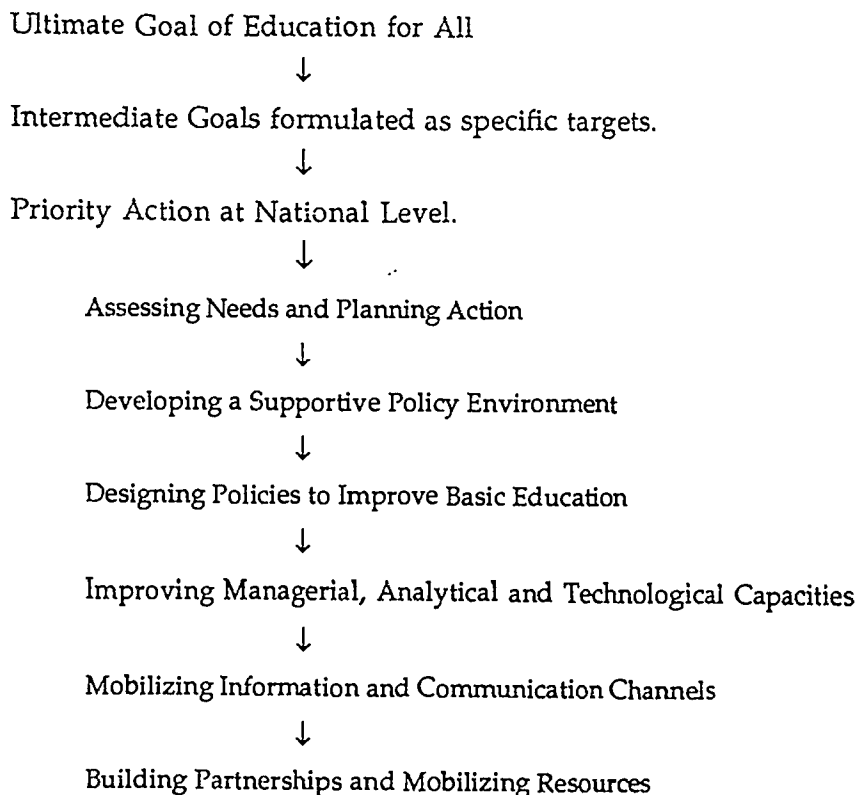 Ultimate Goal of Education for All
↓
Intermediate Goals formulated as specific targets.
↓
Priority Action at National Level.
↓
Assessing Needs and Planning Action
↓
Developing a Supportive Policy Environment
↓
Designing Policies to Improve Basic Education
↓
Improving Managerial, Analytical and Technological Capacities
↓
Mobilizing Information and Communication Channels
↓
Building Partnerships and Mobilizing Resources